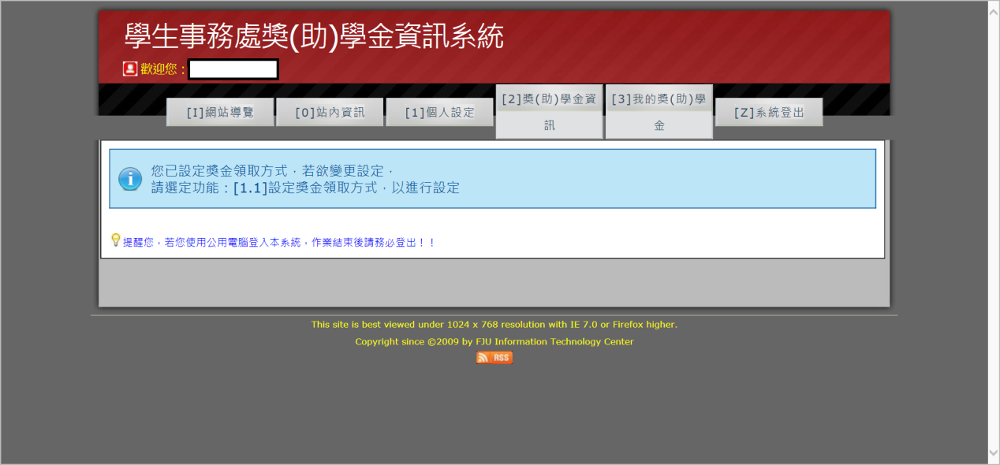 學生事務處獎(助)學金資訊系統
歡迎您：
[I]網站導覽
[0]站內資訊
[1]個人設定
[2]獎(助)學金資
訊
[3]我的獎(助)學
金
[Z]系統登出
您已設定獎金領取方式，若欲變更設定，
請選定功能：[1.1]設定獎金領取方式，以進行設定
提醒您，若您使用公用電腦登入本系統，作業結束後請務必登出！！
This site is best viewed under 1024 x 768 resolution with IE 7.0 or Firefox higher.
Copyright since ©2009 by FJU Information Technology Center
RSS